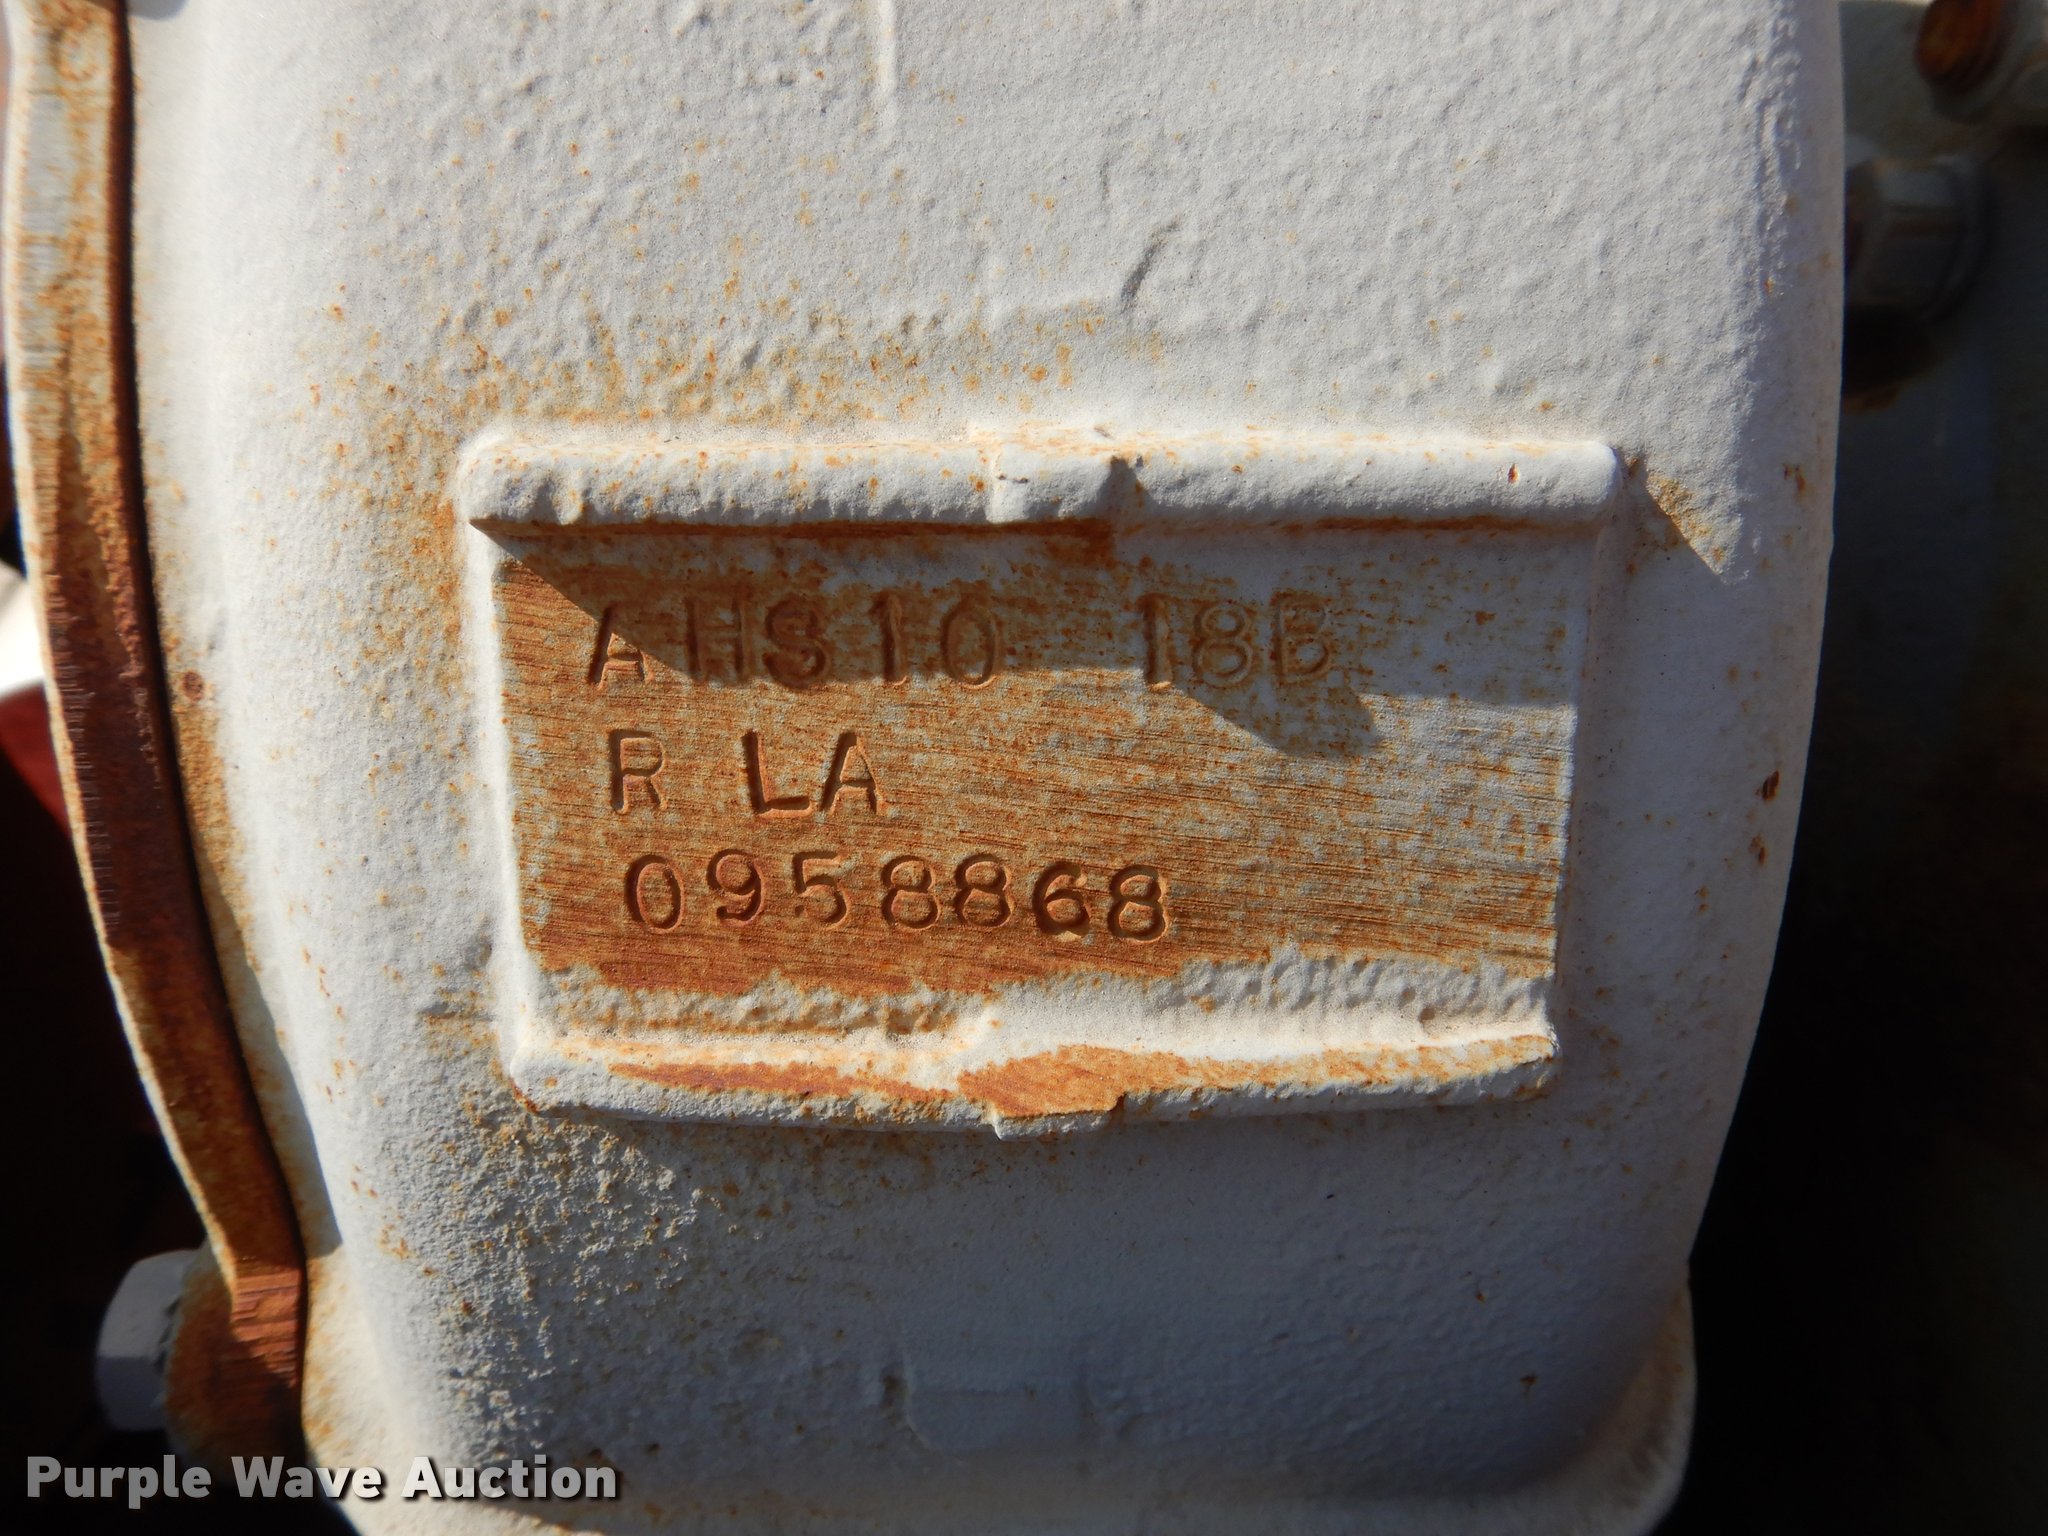 AHS10 18B
R LA
0958868
Purple Wave Auction